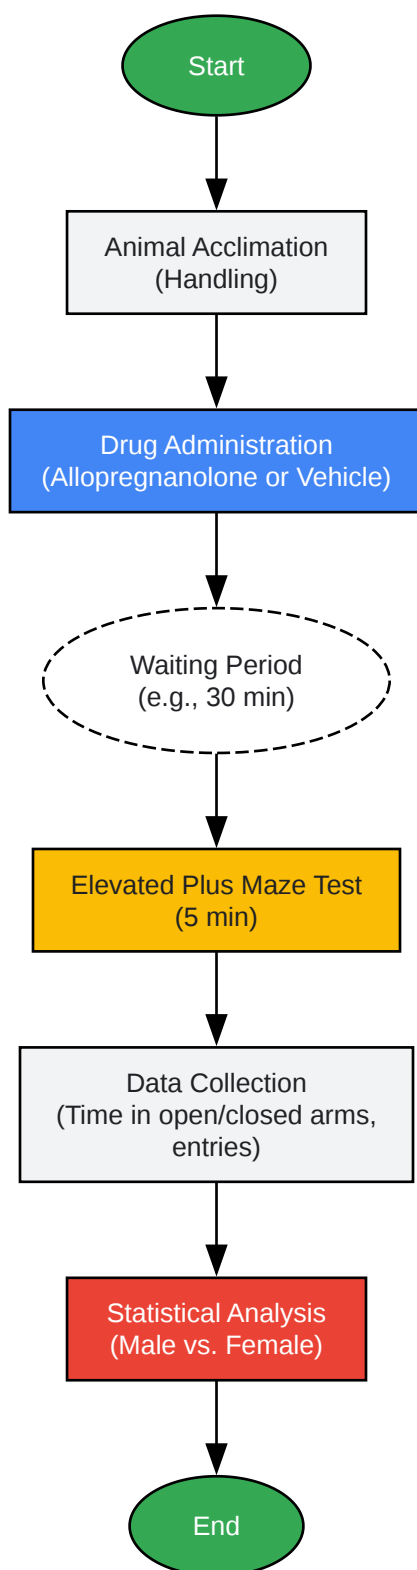 Start
Animal Acclimation
(Handling)
Drug Administration
(Allopregnanolone or Vehicle)
Waiting Period
(e.g., 30 min)
Elevated Plus Maze Test
(5 min)
Data Collection
(Time in open/closed arms,
entries)
Statistical Analysis
(Male vs. Female)
End